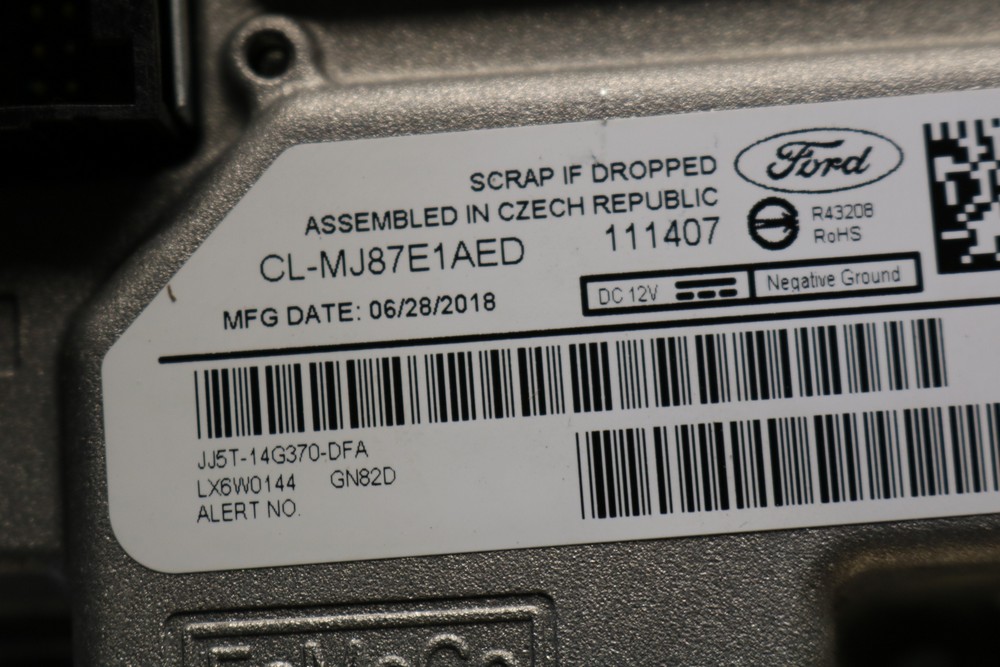 SCRAP IF DROPPED
Ford
ASSEMBLED IN CZECH REPUBLIC
CL-MJ87E1AED
111407
R43208
RoHS
MFG DATE: 06/28/2018
DC 12V
Negative Ground
JJ5T-14G370-DFA
LX6W0144 GN82D
ALERT NO.
FoMoCo